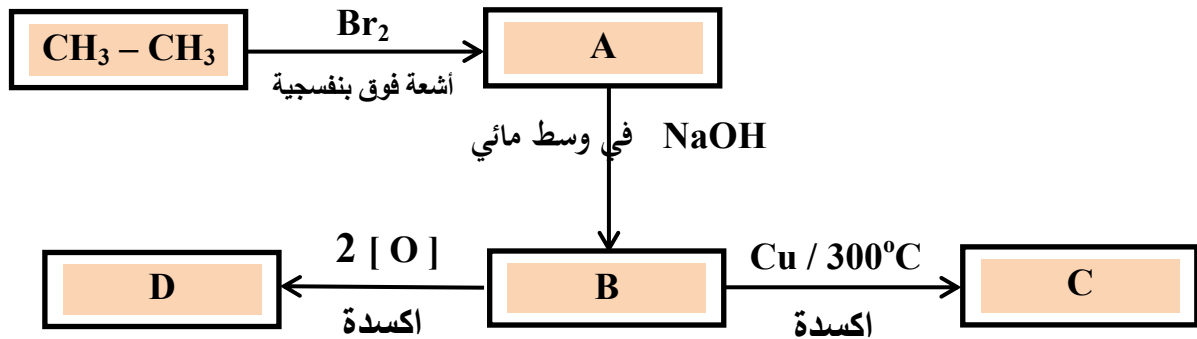 CH₃ – CH₃
Br₂
أشعة فوق بنفسجية
A
NaOH في وسط مائي
D
2 [ O ]
اكسدة
B
Cu / 300°C
اكسدة
C